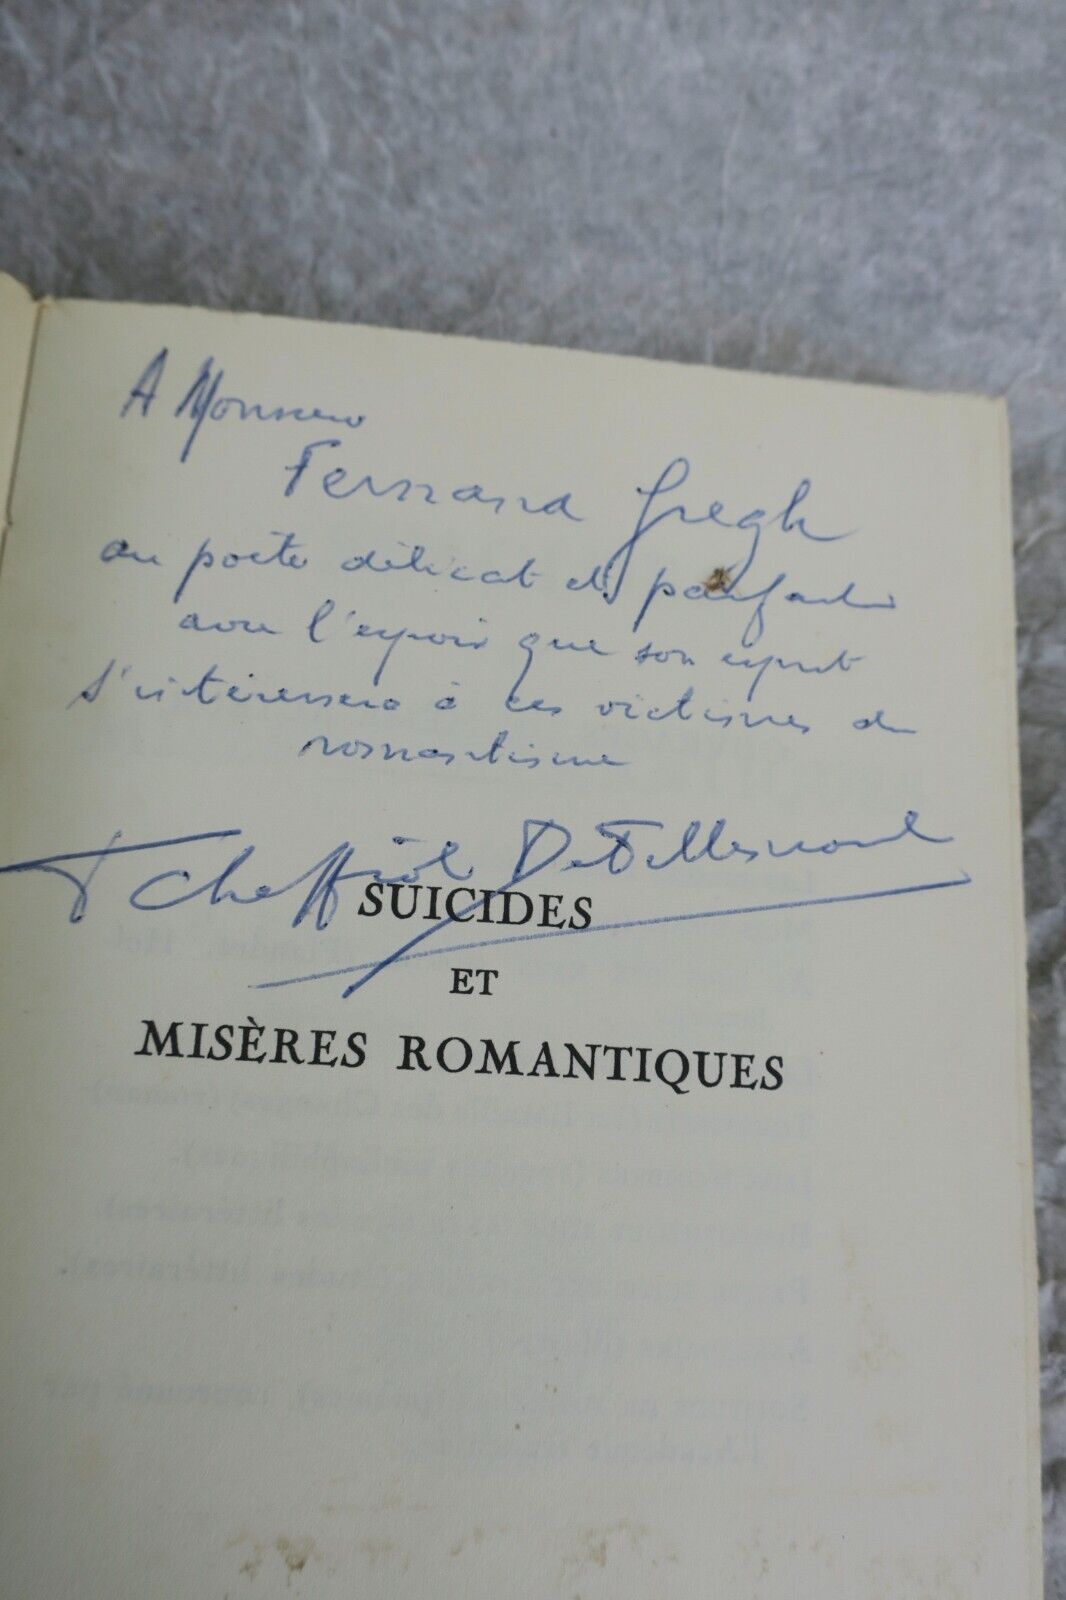 A Monsieur
Fernand Gregh
au poète délicat et parfait
avec l'espoir que son esprit
s'intéressera à ces victimes du
romantisme
SUICIDES
ET
MISÈRES ROMANTIQUES